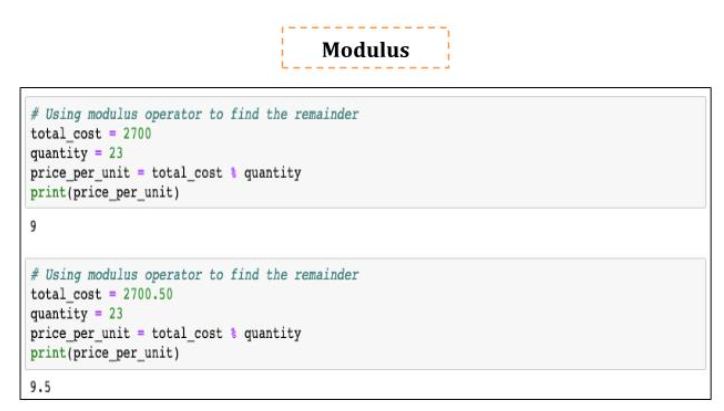 Modulus
# Using modulus operator to find the remainder
total_cost = 2700
quantity = 23
price_per_unit = total_cost % quantity
print(price_per_unit)
9
# Using modulus operator to find the remainder
total_cost = 2700.50
quantity = 23
price_per_unit = total_cost % quantity
print(price_per_unit)
9.5